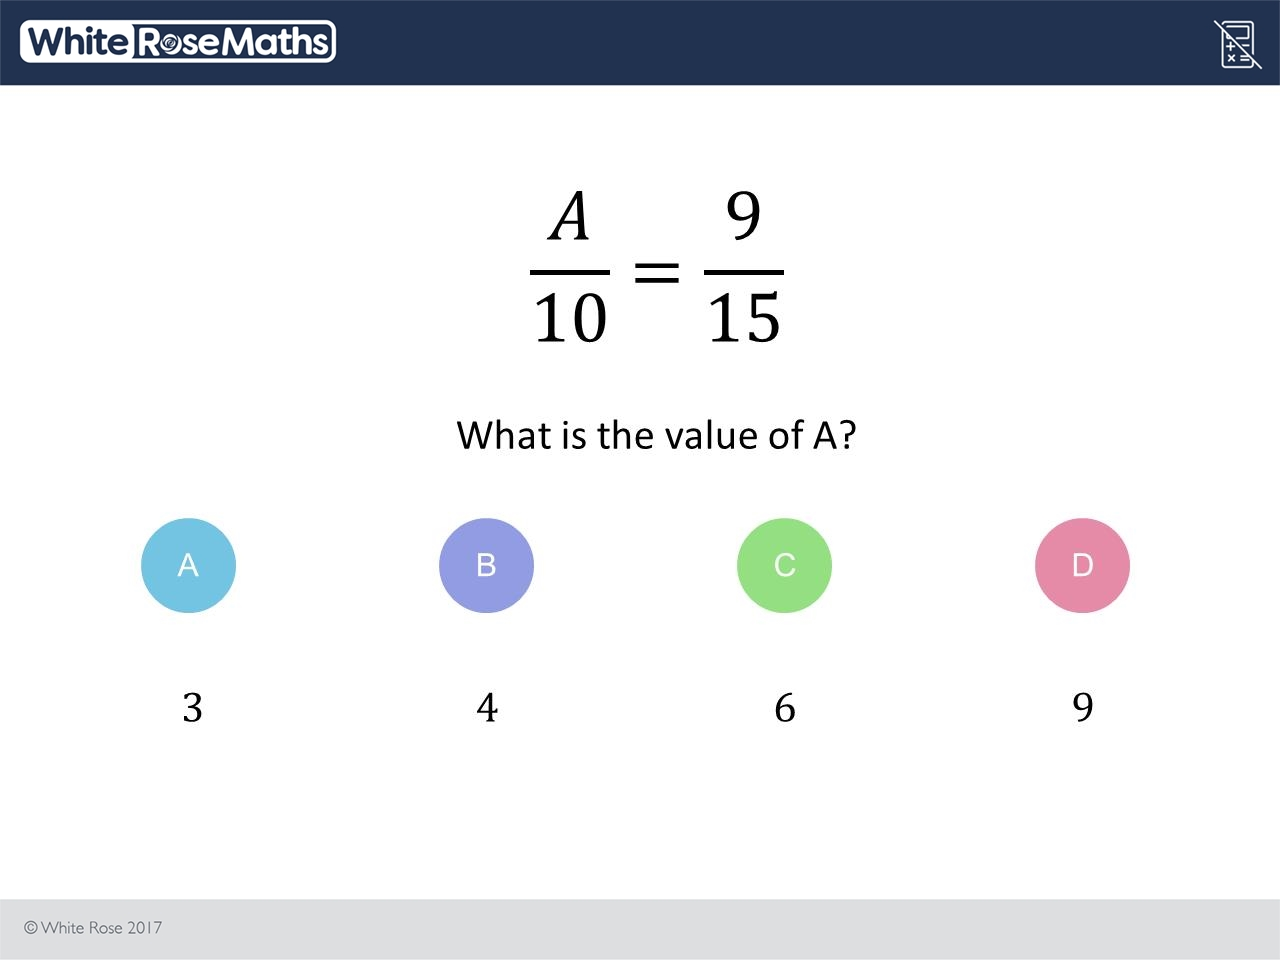 White Rose Maths
A/10 = 9/15
What is the value of A?
A B C D
3 4 6 9
© White Rose 2017